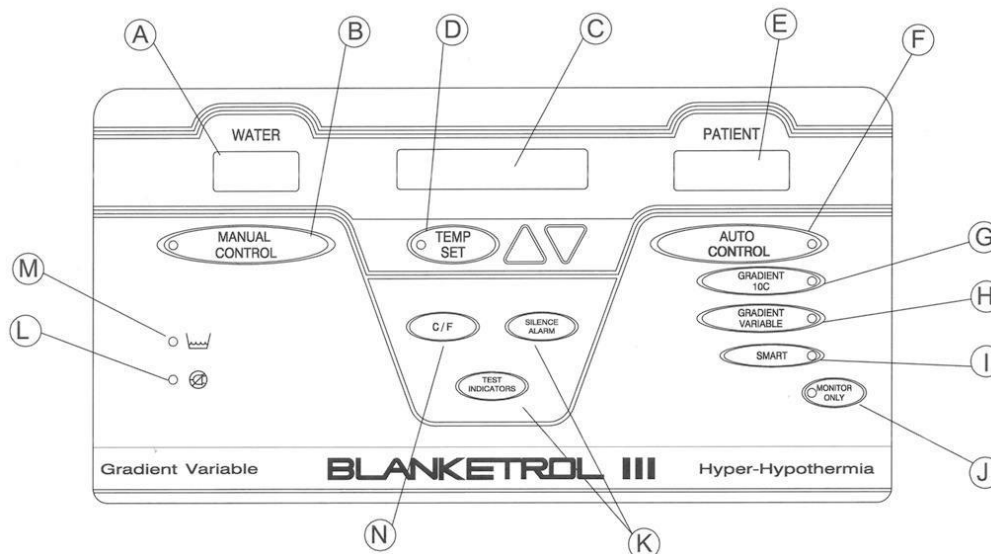 A
B
D
C
E
F
WATER
PATIENT
MANUAL
CONTROL
TEMP
SET
AUTO
CONTROL
G
GRADIENT
10C
M
H
GRADIENT
VARIABLE
C/F
SILENCE
ALARM
L
SMART
I
TEST
INDICATORS
MONITOR
ONLY
Gradient Variable
BLANKETROL III
Hyper-Hypothermia
J
N
K